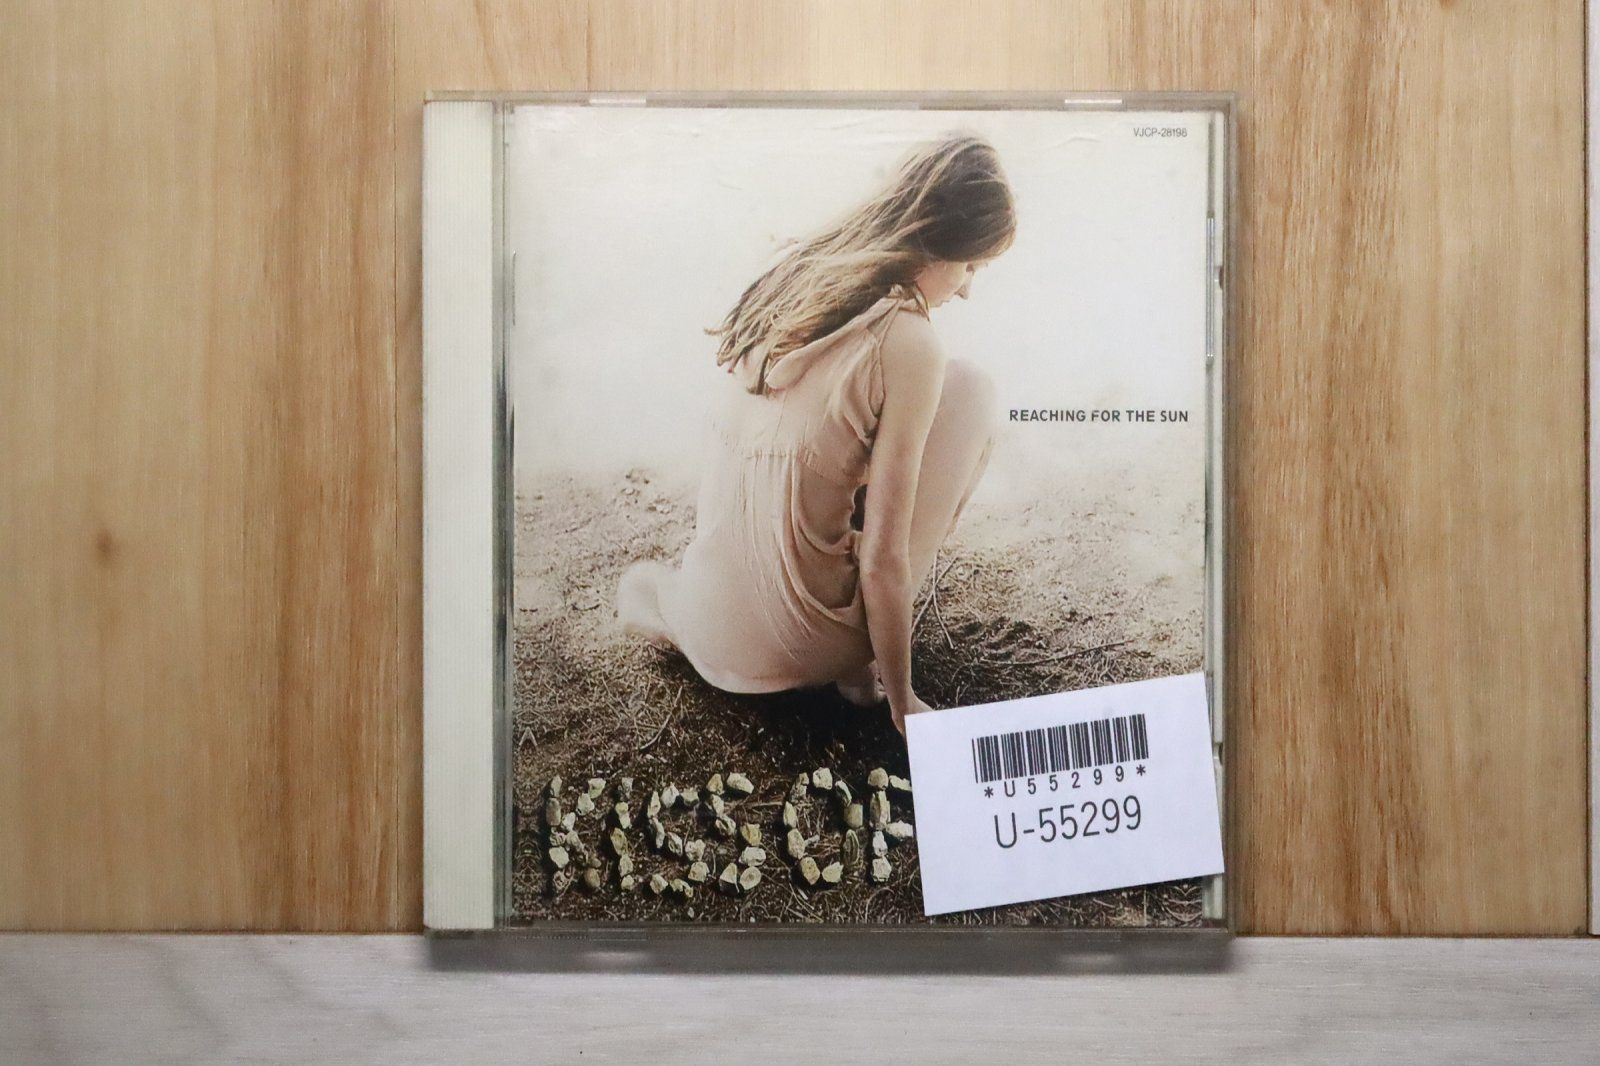 VJCP-28198
REACHING FOR THE SUN
*U55299*
U-55299